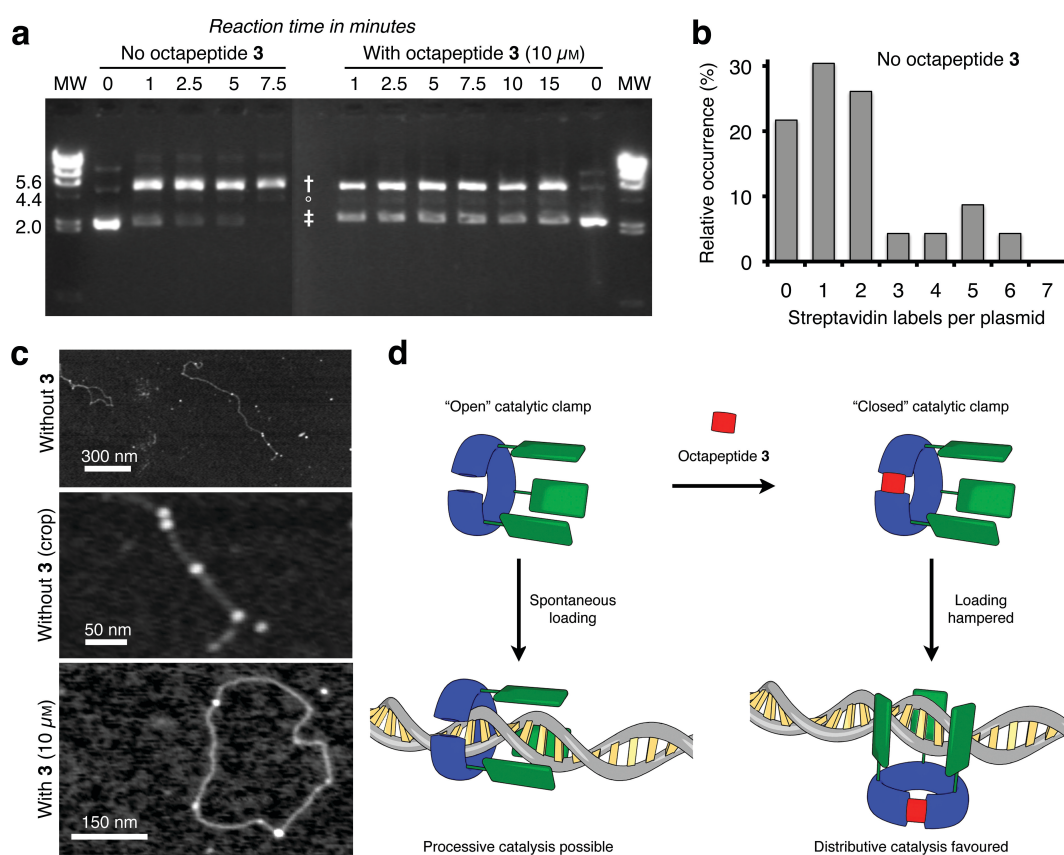 a
Reaction time in minutes
No octapeptide 3
With octapeptide 3 (10 µM)
MW 0 1 2.5 5 7.5 1 2.5 5 7.5 10 15 0 MW
5.6
4.4
2.0
†
°
‡
b
No octapeptide 3
Relative occurrence (%)
30
20
10
0
0 1 2 3 4 5 6 7
Streptavidin labels per plasmid
c
Without 3
300 nm
Without 3 (crop)
50 nm
With 3 (10 µM)
150 nm
d
“Open” catalytic clamp
Octapeptide 3
“Closed” catalytic clamp
Spontaneous
loading
Loading
hampered
Processive catalysis possible
Distributive catalysis favoured